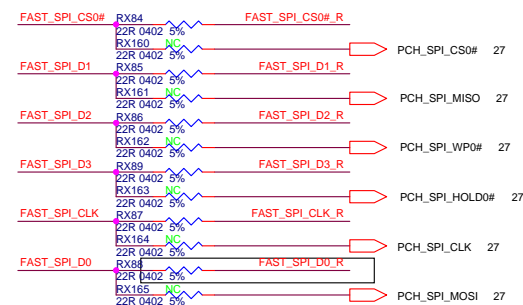 FAST_SPI_CS0# RX84 FAST_SPI_CS0#_R
22R 0402 5%
RX160 NC PCH_SPI_CS0# 27
22R 0402 5%
FAST_SPI_D1 RX85 FAST_SPI_D1_R
22R 0402 5%
RX161 NC PCH_SPI_MISO 27
22R 0402 5%
FAST_SPI_D2 RX86 FAST_SPI_D2_R
22R 0402 5%
RX162 NC PCH_SPI_WP0# 27
22R 0402 5%
FAST_SPI_D3 RX89 FAST_SPI_D3_R
22R 0402 5%
RX163 NC PCH_SPI_HOLD0# 27
22R 0402 5%
FAST_SPI_CLK RX87 FAST_SPI_CLK_R
22R 0402 5%
RX164 NC PCH_SPI_CLK 27
22R 0402 5%
FAST_SPI_D0 RX88 FAST_SPI_D0_R
22R 0402 5%
RX165 NC PCH_SPI_MOSI 27
22R 0402 5%